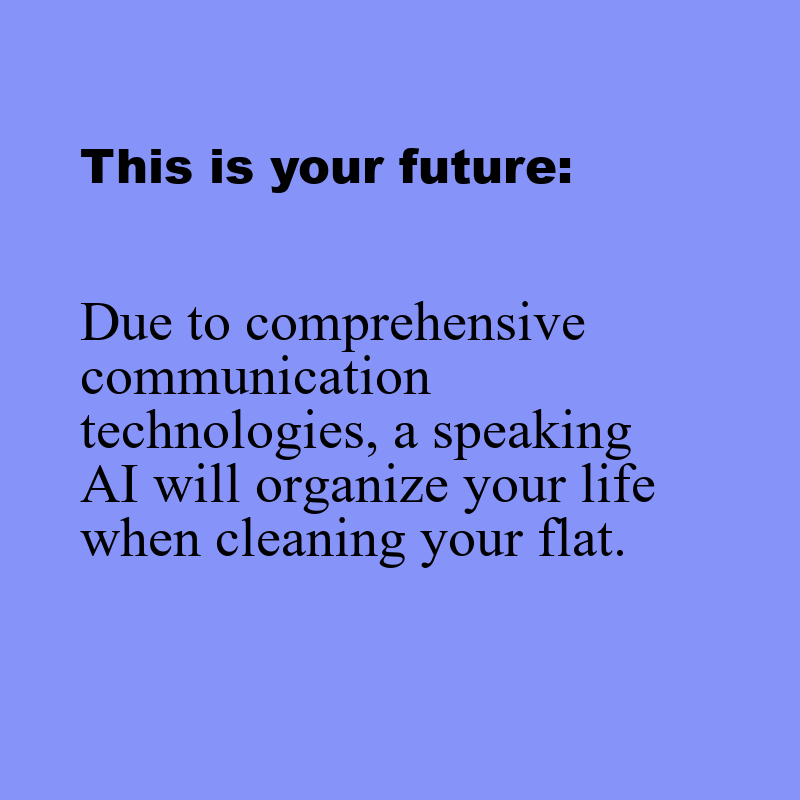 This is your future:
Due to comprehensive
communication
technologies, a speaking
AI will organize your life
when cleaning your flat.